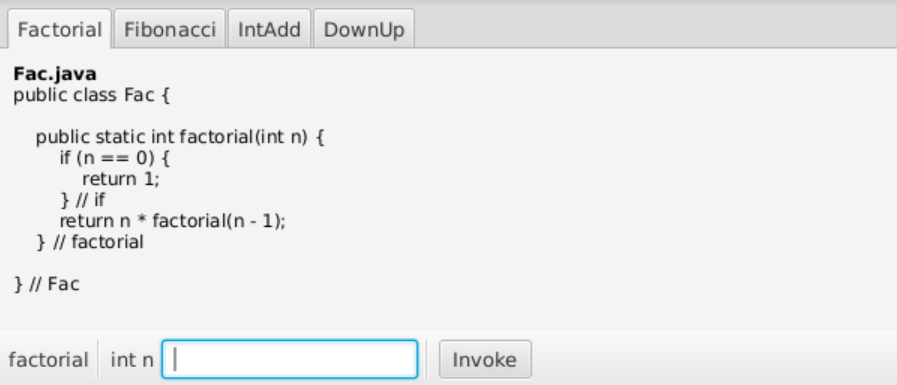 Factorial Fibonacci IntAdd DownUp
Fac.java
public class Fac {
public static int factorial(int n) {
if (n == 0) {
return 1;
} // if
return n * factorial(n - 1);
} // factorial
} // Fac
factorial int n Invoke